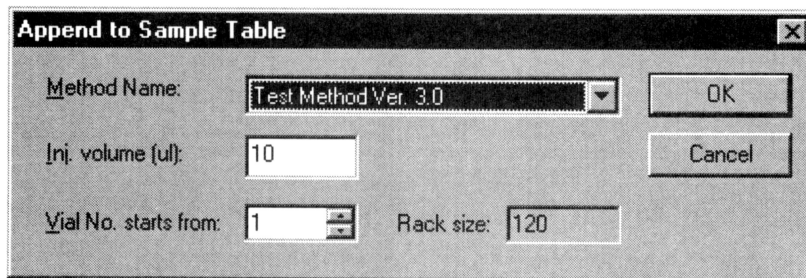 Append to Sample Table
Method Name: Test Method Ver. 3.0 OK
Inj. volume (ul): 10 Cancel
Vial No. starts from: 1 Rack size: 120